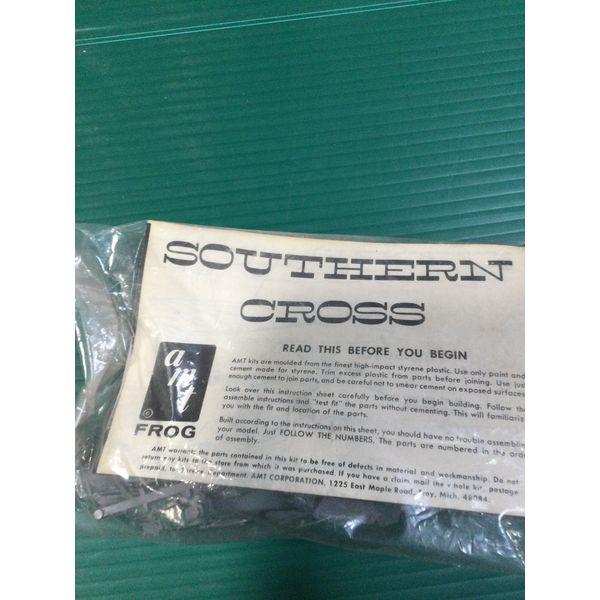 SOUTHERN
CROSS
READ THIS BEFORE YOU BEGIN
AMT kits are moulded from the finest high-impact styrene plastic. Use only paint and
cement made for styrene. Trim excess plastic from parts before joining. Use just
enough cement to join parts, and be careful not to smear cement on exposed surfaces.
Look over this instruction sheet carefully before you begin building. Follow the
assemble instructions and "test fit" the parts without cementing. This will familiariz
you with the fit and location of the parts.
Built according to the instructions on this sheet, you should have no trouble assembling
your model. Just FOLLOW THE NUMBERS. The parts are numbered in the orde
of assembly.
AMT warrants the parts contained in this kit to be free of defects in material and workmanship. Do not
return any kits to the store from which it was purchased. If you have a claim mail the whole kit, postage
prepaid, to Service Department. AMT CORPORATION, 1225 East Maple Road, Troy, Mich. 48084.
amt
©
FROG